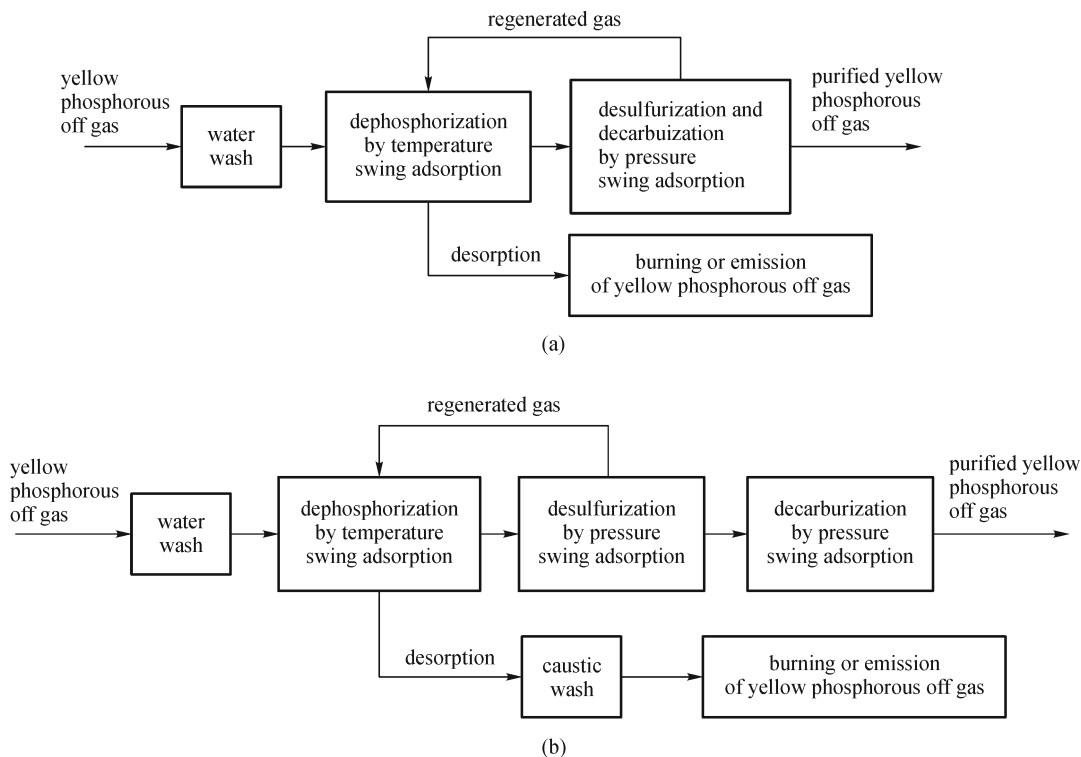 regenerated gas
yellow
phosphorous
off gas
water
wash
dephosphorization
by temperature
swing adsorption
desulfurization and
decarbuization
by pressure
swing adsorption
purified yellow
phosphorous
off gas
desorption
burning or emission
of yellow phosphorous off gas
(a)
regenerated gas
yellow
phosphorous
off gas
water
wash
dephosphorization
by temperature
swing adsorption
desulfurization
by pressure
swing adsorption
decarburization
by pressure
swing adsorption
purified yellow
phosphorous
off gas
desorption
caustic
wash
burning or emission
of yellow phosphorous off gas
(b)